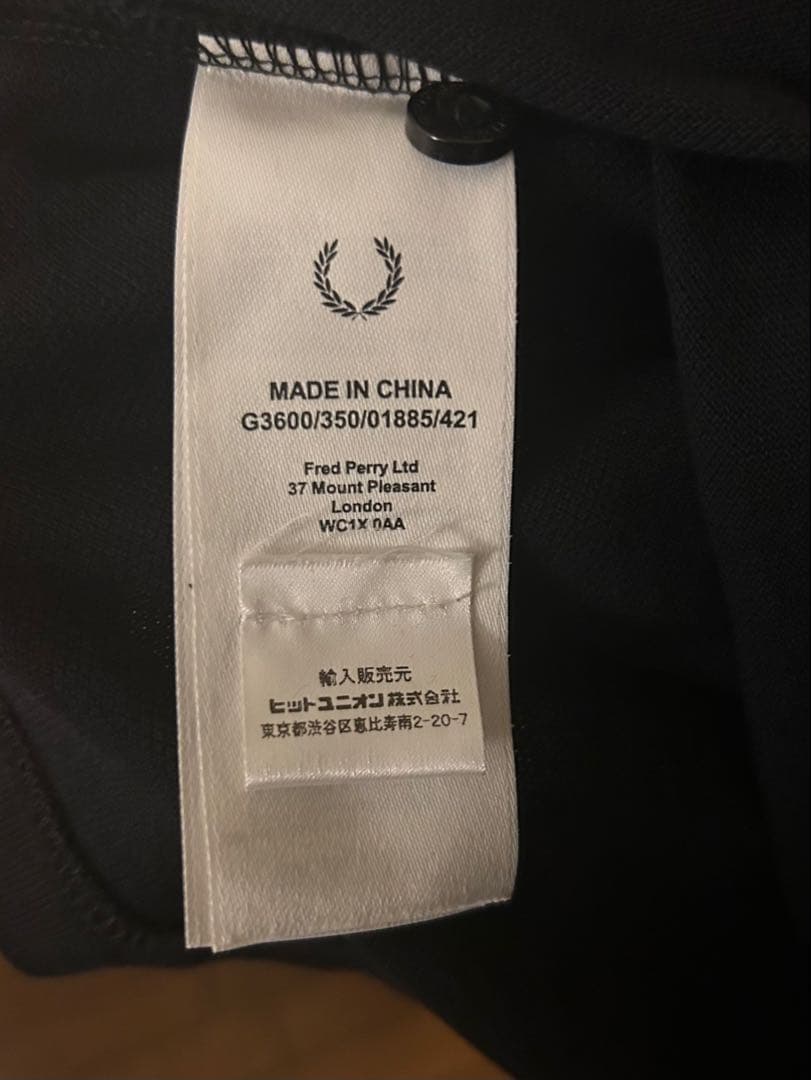 MADE IN CHINA
G3600/350/01885/421
Fred Perry Ltd
37 Mount Pleasant
London
WC1X 0AA
輸入販売元
ヒットユニオン株式会社
東京都渋谷区恵比寿南2-20-7